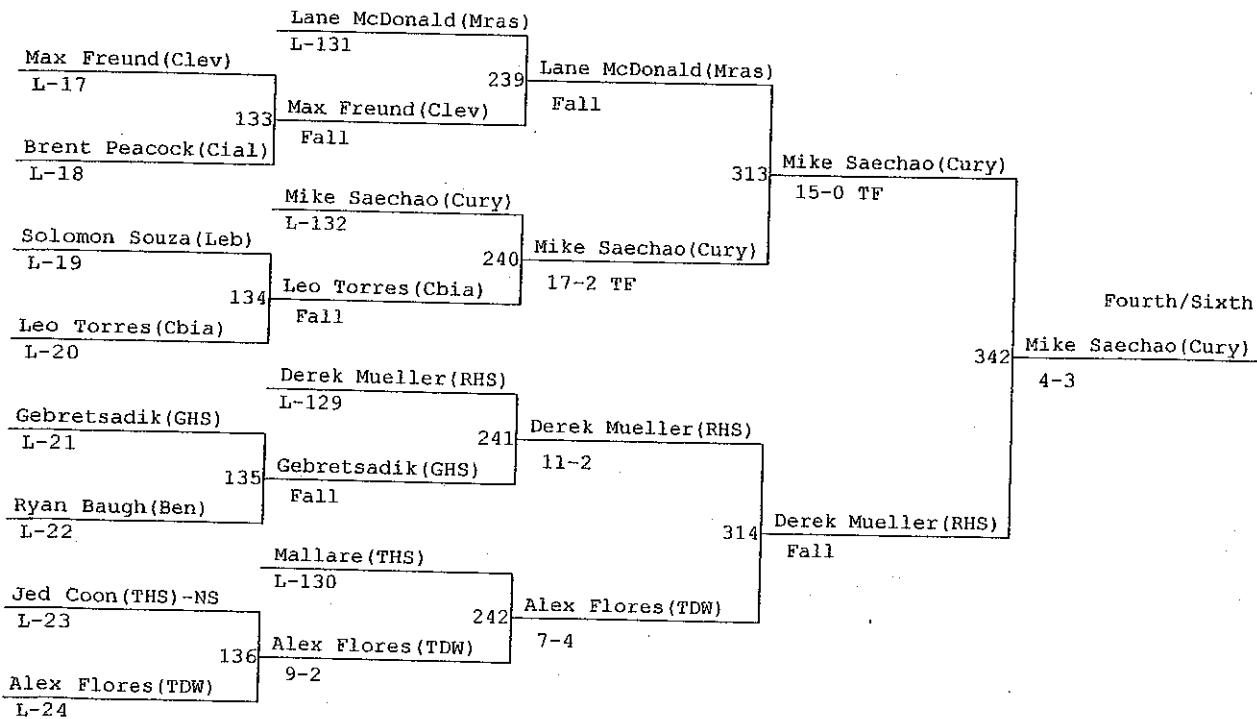 Lane McDonald(Mras)
L-131
Max Freund(Clev)
L-17
239
Lane McDonald(Mras)
Fall
133
Max Freund(Clev)
Fall
Brent Peacock(Cial)
L-18
313
Mike Saechao(Cury)
15-0 TF
Mike Saechao(Cury)
L-132
Solomon Souza(Leb)
L-19
240
Mike Saechao(Cury)
17-2 TF
134
Leo Torres(Cbia)
Fall
Leo Torres(Cbia)
L-20
Fourth/Sixth
342
Mike Saechao(Cury)
4-3
Derek Mueller(RHS)
L-129
Gebretsadik(GHS)
L-21
241
Derek Mueller(RHS)
11-2
135
Gebretsadik(GHS)
Fall
Ryan Baugh(Ben)
L-22
314
Derek Mueller(RHS)
Fall
Mallare(THS)
L-130
Jed Coon(THS)-NS
L-23
242
Alex Flores(TDW)
7-4
136
Alex Flores(TDW)
9-2
Alex Flores(TDW)
L-24